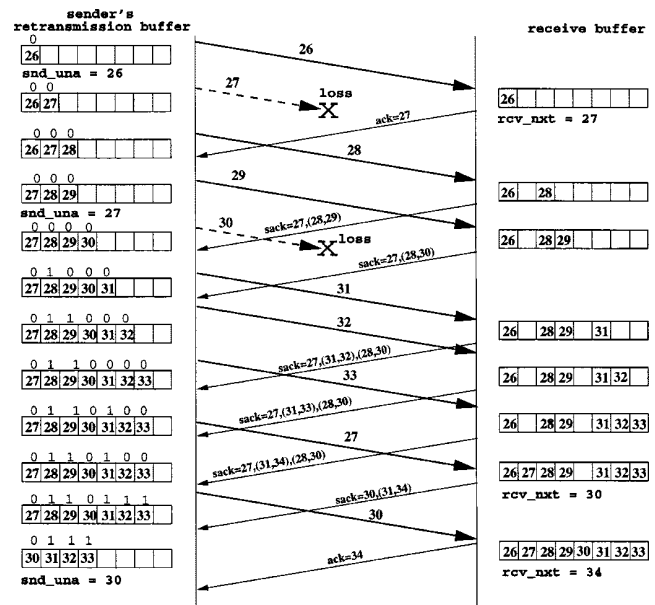 sender's
retransmission buffer
receive buffer
0
26
snd_una = 26
26
26
rcv_nxt = 27
0 0
26 27
27
loss
X
ack=27
0 0 0
26 27 28
28
26 28
0 0 0
27 28 29
snd_una = 27
29
sack=27,(28,29)
26 28 29
0 0 0 0
27 28 29 30
30
loss
X
sack=27,(28,30)
0 1 0 0 0
27 28 29 30 31
31
26 28 29 31
0 1 1 0 0 0
27 28 29 30 31 32
32
sack=27,(31,32),(28,30)
26 28 29 31 32
0 1 1 0 0 0 0
27 28 29 30 31 32 33
33
sack=27,(31,33),(28,30)
26 28 29 31 32 33
0 1 1 0 1 0 0
27 28 29 30 31 32 33
27
sack=27,(31,34),(28,30)
26 27 28 29 31 32 33
rcv_nxt = 30
0 1 1 0 1 0 0
27 28 29 30 31 32 33
sack=30,(31,34)
0 1 1 0 1 1 1
27 28 29 30 31 32 33
30
26 27 28 29 30 31 32 33
rcv_nxt = 34
0 1 1 1
30 31 32 33
snd_una = 30
ack=34